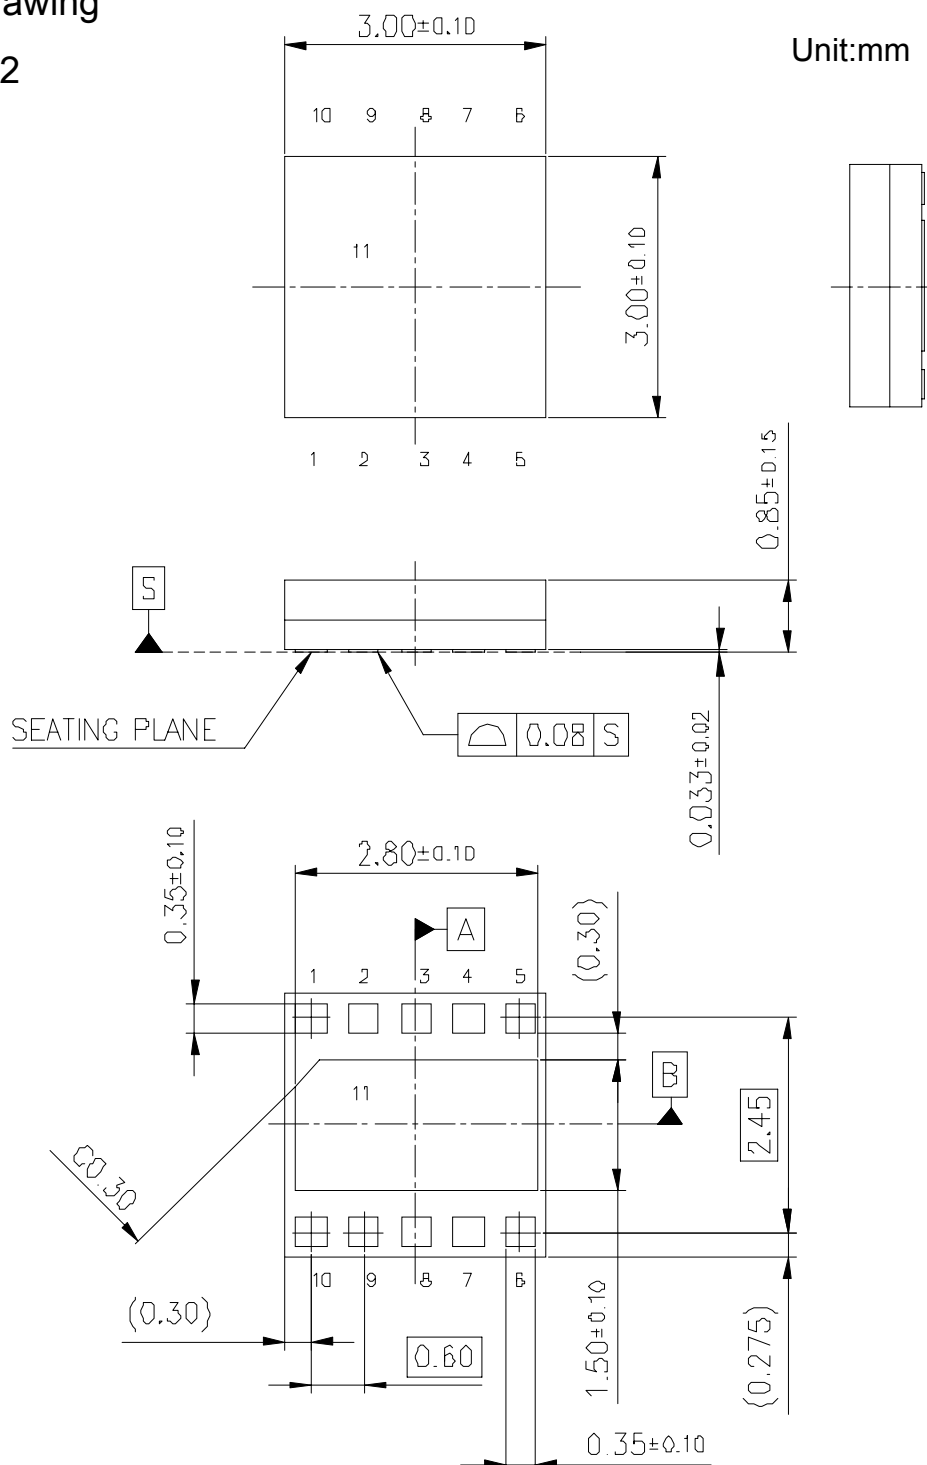 awing
2
Unit:mm
3.00±0.10
10 9 8 7 6
11
3.00±0.10
1 2 3 4 5
0.85±0.15
S
SEATING PLANE
0.08 S
0.033±0.02
0.35±0.10
2.80±0.10
A
(0.30)
1 2 3 4 5
11
B
2.45
C0.30
10 9 8 7 6
(0.30)
0.60
1.50±0.10
(0.275)
0.35±0.10